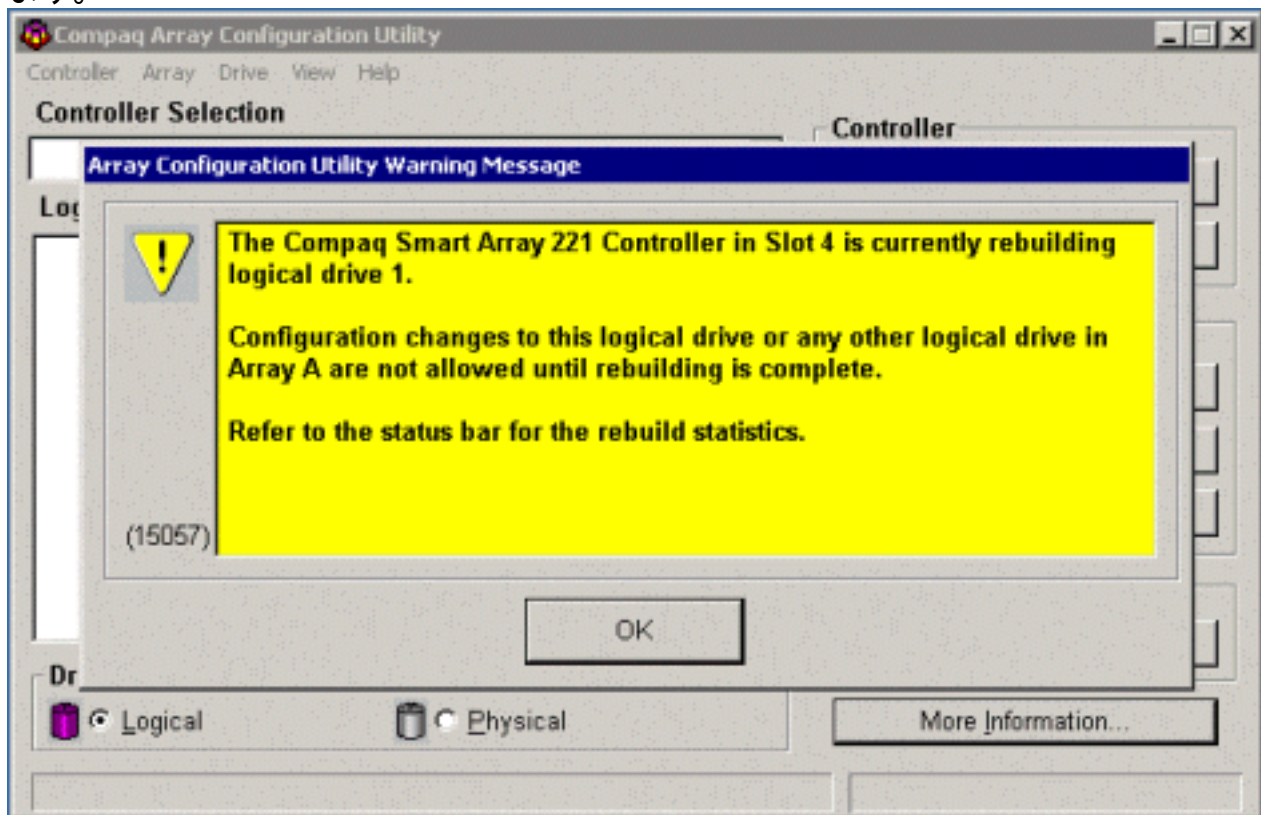 Compaq Array Configuration Utility
Controller Array Drive View Help
Controller Selection
Controller
Array Configuration Utility Warning Message
Log
The Compaq Smart Array 221 Controller in Slot 4 is currently rebuilding
logical drive 1.
Configuration changes to this logical drive or any other logical drive in
Array A are not allowed until rebuilding is complete.
Refer to the status bar for the rebuild statistics.
(15057)
OK
Dr
Logical
Physical
More Information...